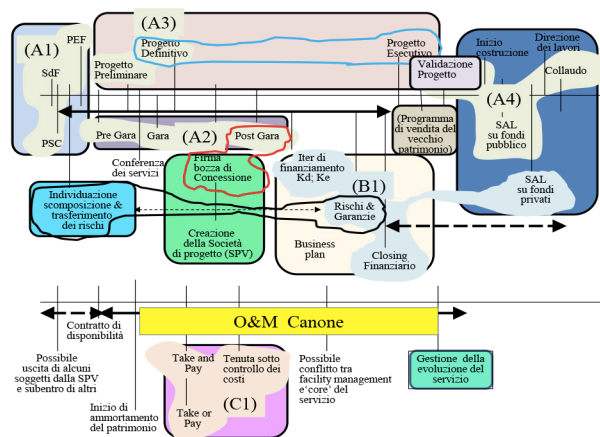 (A1)
PEF
SdF
PSC
(A3)
Progetto
Definitivo
Progetto
Preliminare
Progetto
Esecutivo
Validazione
Progetto
Inizio
costruzione
Direzione
dei lavori
Collaudo
(A4)
SAL
su fondi
pubblico
SAL
su fondi
privati
Pre Gara
Gara
(A2)
Post Gara
(Programma
di vendita del
vecchio
patrimonio)
Conferenza
dei servizi
Firma
bozza di
Concessione
Iter di
finanziamento
Kd; Ke
(B1)
Individuazione
scomposizione &
trasferimento
dei rischi
Rischi &
Garanzie
Creazione
della Società
di progetto (SPV)
Business
plan
Closing
Finanziario
O&M Canone
Contratto di
disponibilità
Possibile
uscita di alcuni
soggetti dalla SPV
e subentro di altri
Inizio di
ammortamento
del patrimonio
Take and
Pay
Tenuta sotto
controllo dei
costi
Take or
Pay
(C1)
Possibile
conflitto tra
facility management
e‘core’ del
servizio
Gestione della
evoluzione del
servizio